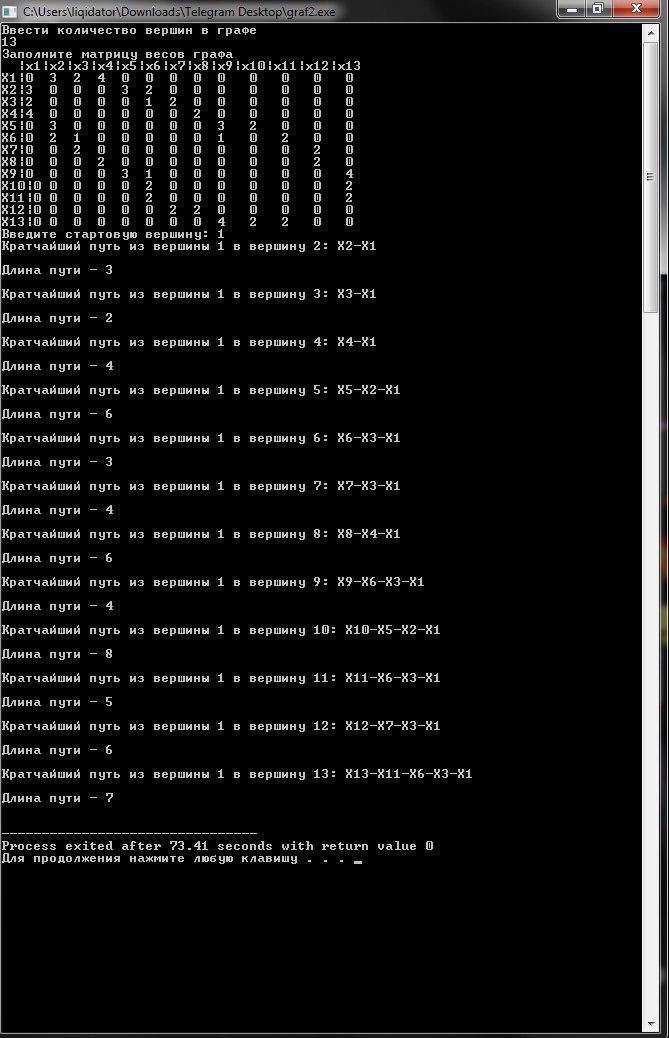 C:\Users\liqidator\Downloads\Telegram Desktop\graf2.exe
Ввести количество вершин в графе
13
Заполните матрицу весов графа
 |x1|x2|x3|x4|x5|x6|x7|x8|x9|x10|x11|x12|x13
X1|0 3 2 4 0 0 0 0 0 0 0 0 0
X2|3 0 0 0 3 2 0 0 0 0 0 0 0
X3|2 0 0 0 0 1 2 0 0 0 0 0 0
X4|4 0 0 0 0 0 0 2 0 0 0 0 0
X5|0 3 0 0 0 0 0 0 3 2 0 0 0
X6|0 2 1 0 0 0 0 0 1 0 2 0 0
X7|0 0 2 0 0 0 0 0 0 0 0 2 0
X8|0 0 0 2 0 0 0 0 0 0 0 2 0
X9|0 0 0 0 3 1 0 0 0 0 0 0 4
X10|0 0 0 0 0 2 0 0 0 0 0 0 2
X11|0 0 0 0 0 2 0 0 0 0 0 0 2
X12|0 0 0 0 0 0 2 2 0 0 0 0 0
X13|0 0 0 0 0 0 0 0 4 2 2 0 0
Введите стартовую вершину: 1
Кратчайший путь из вершины 1 в вершину 2: X2-X1
Длина пути - 3
Кратчайший путь из вершины 1 в вершину 3: X3-X1
Длина пути - 2
Кратчайший путь из вершины 1 в вершину 4: X4-X1
Длина пути - 4
Кратчайший путь из вершины 1 в вершину 5: X5-X2-X1
Длина пути - 6
Кратчайший путь из вершины 1 в вершину 6: X6-X3-X1
Длина пути - 3
Кратчайший путь из вершины 1 в вершину 7: X7-X3-X1
Длина пути - 4
Кратчайший путь из вершины 1 в вершину 8: X8-X4-X1
Длина пути - 6
Кратчайший путь из вершины 1 в вершину 9: X9-X6-X3-X1
Длина пути - 4
Кратчайший путь из вершины 1 в вершину 10: X10-X5-X2-X1
Длина пути - 8
Кратчайший путь из вершины 1 в вершину 11: X11-X6-X3-X1
Длина пути - 5
Кратчайший путь из вершины 1 в вершину 12: X12-X7-X3-X1
Длина пути - 6
Кратчайший путь из вершины 1 в вершину 13: X13-X11-X6-X3-X1
Длина пути - 7
--------------------------------
Process exited after 73.41 seconds with return value 0
Для продолжения нажмите любую клавишу . . . _